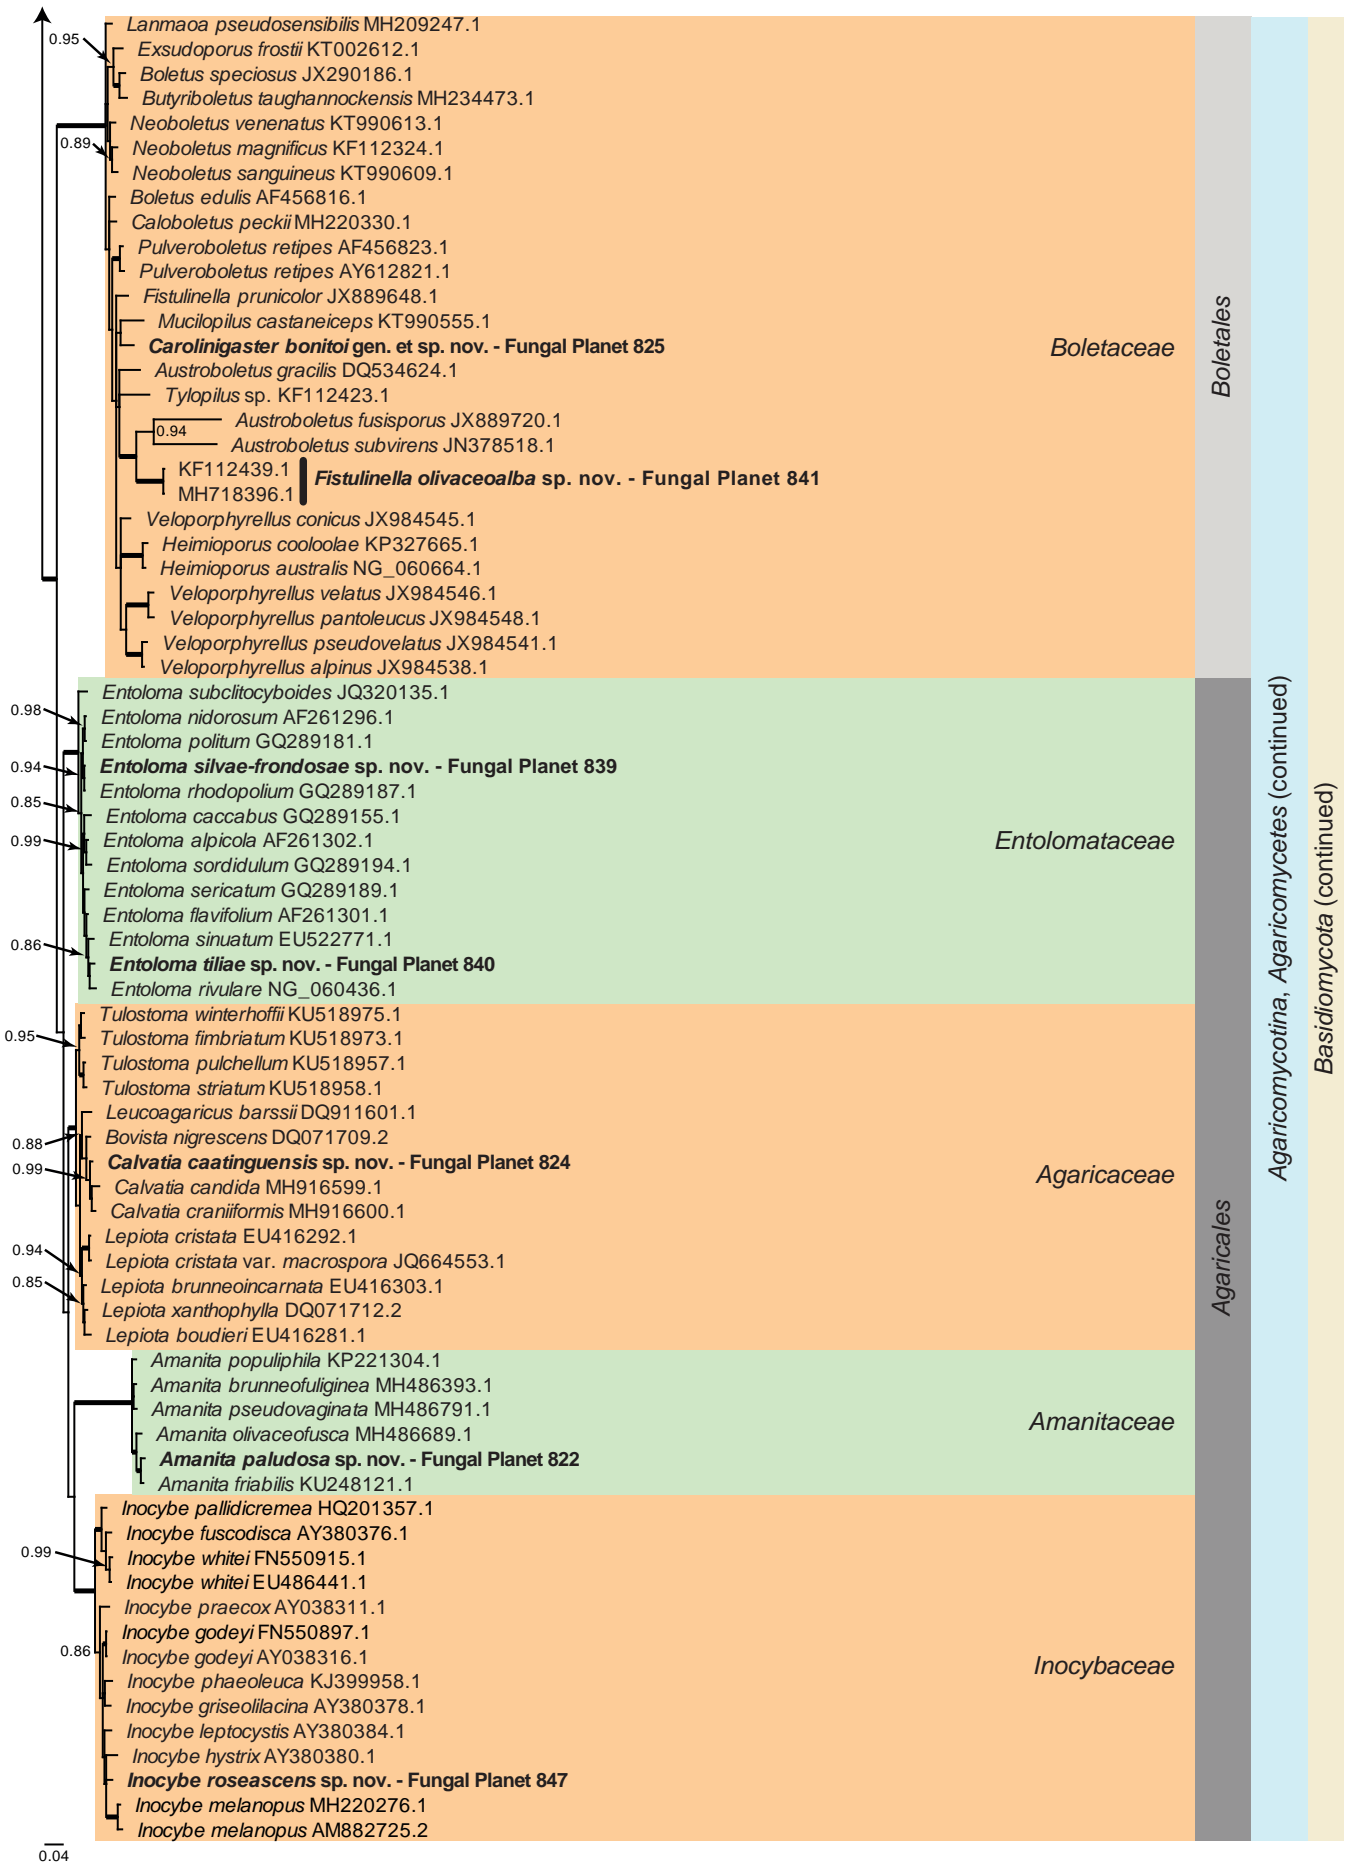 Lanmaoa pseudosensibilis MH209247.1
0.95
Exsudoporus frostii KT002612.1
Boletus speciosus JX290186.1
Butyriboletus taughannockensis MH234473.1
Neoboletus venenatus KT990613.1
0.89
Neoboletus magnificus KF112324.1
Neoboletus sanguineus KT990609.1
Boletus edulis AF456816.1
Caloboletus peckii MH220330.1
Pulveroboletus retipes AF456823.1
Pulveroboletus retipes AY612821.1
Fistulinella prunicolor JX889648.1
Mucilopilus castaneiceps KT990555.1
Carolinigaster bonitoi gen. et sp. nov. - Fungal Planet 825
Boletaceae
Boletales
Austroboletus gracilis DQ534624.1
Tylopilus sp. KF112423.1
Austroboletus fusisporus JX889720.1
0.94
Austroboletus subvirens JN378518.1
KF112439.1
Fistulinella olivaceoalba sp. nov. - Fungal Planet 841
MH718396.1
Veloporphyrellus conicus JX984545.1
Heimioporus cooloolae KP327665.1
Heimioporus australis NG_060664.1
Veloporphyrellus velatus JX984546.1
Veloporphyrellus pantoleucus JX984548.1
Veloporphyrellus pseudovelatus JX984541.1
Veloporphyrellus alpinus JX984538.1
Entoloma subclitocyboides JQ320135.1
0.98
Entoloma nidorosum AF261296.1
Entoloma politum GQ289181.1
0.94
Entoloma silvae-frondosae sp. nov. - Fungal Planet 839
Entoloma rhodopolium GQ289187.1
0.85
Entoloma caccabus GQ289155.1
0.99
Entoloma alpicola AF261302.1
Entolomataceae
Entoloma sordidulum GQ289194.1
Entoloma sericatum GQ289189.1
Entoloma flavifolium AF261301.1
Entoloma sinuatum EU522771.1
0.86
Entoloma tiliae sp. nov. - Fungal Planet 840
Entoloma rivulare NG_060436.1
Agaricomycotina, Agaricomycetes (continued)
Basidiomycota (continued)
Tulostoma winterhoffii KU518975.1
0.95
Tulostoma fimbriatum KU518973.1
Tulostoma pulchellum KU518957.1
Tulostoma striatum KU518958.1
Leucoagaricus barssii DQ911601.1
0.88
Bovista nigrescens DQ071709.2
0.99
Calvatia caatinguensis sp. nov. - Fungal Planet 824
Agaricaceae
Calvatia candida MH916599.1
Calvatia craniiformis MH916600.1
Lepiota cristata EU416292.1
0.94
Lepiota cristata var. macrospora JQ664553.1
Agaricales
0.85
Lepiota brunneoincarnata EU416303.1
Lepiota xanthophylla DQ071712.2
Lepiota boudieri EU416281.1
Amanita populiphila KP221304.1
Amanita brunneofuliginea MH486393.1
Amanita pseudovaginata MH486791.1
Amanitaceae
Amanita olivaceofusca MH486689.1
Amanita paludosa sp. nov. - Fungal Planet 822
Amanita friabilis KU248121.1
Inocybe pallidicremea HQ201357.1
Inocybe fuscodisca AY380376.1
0.99
Inocybe whitei FN550915.1
Inocybe whitei EU486441.1
Inocybe praecox AY038311.1
Inocybe godeyi FN550897.1
0.86
Inocybe godeyi AY038316.1
Inocybaceae
Inocybe phaeoleuca KJ399958.1
Inocybe griseolilacina AY380378.1
Inocybe leptocystis AY380384.1
Inocybe hystrix AY380380.1
Inocybe roseascens sp. nov. - Fungal Planet 847
Inocybe melanopus MH220276.1
Inocybe melanopus AM882725.2
0.04